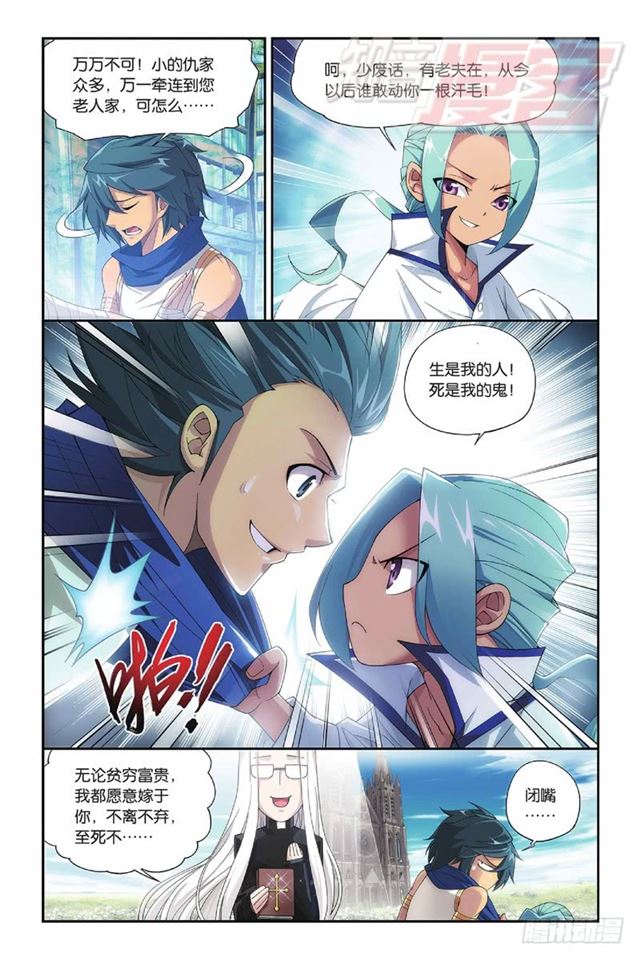 万万不可！小的仇家
众多，万一牵连到您
老人家，可怎么……
呵，少废话，有老夫在，从今
以后谁敢动你一根汗毛！
生是我的人！
死是我的鬼！
啪!!
无论贫穷富贵，
我都愿意嫁于
你，不离不弃，
至死不……
闭嘴
……
知音
漫客
腾讯动漫